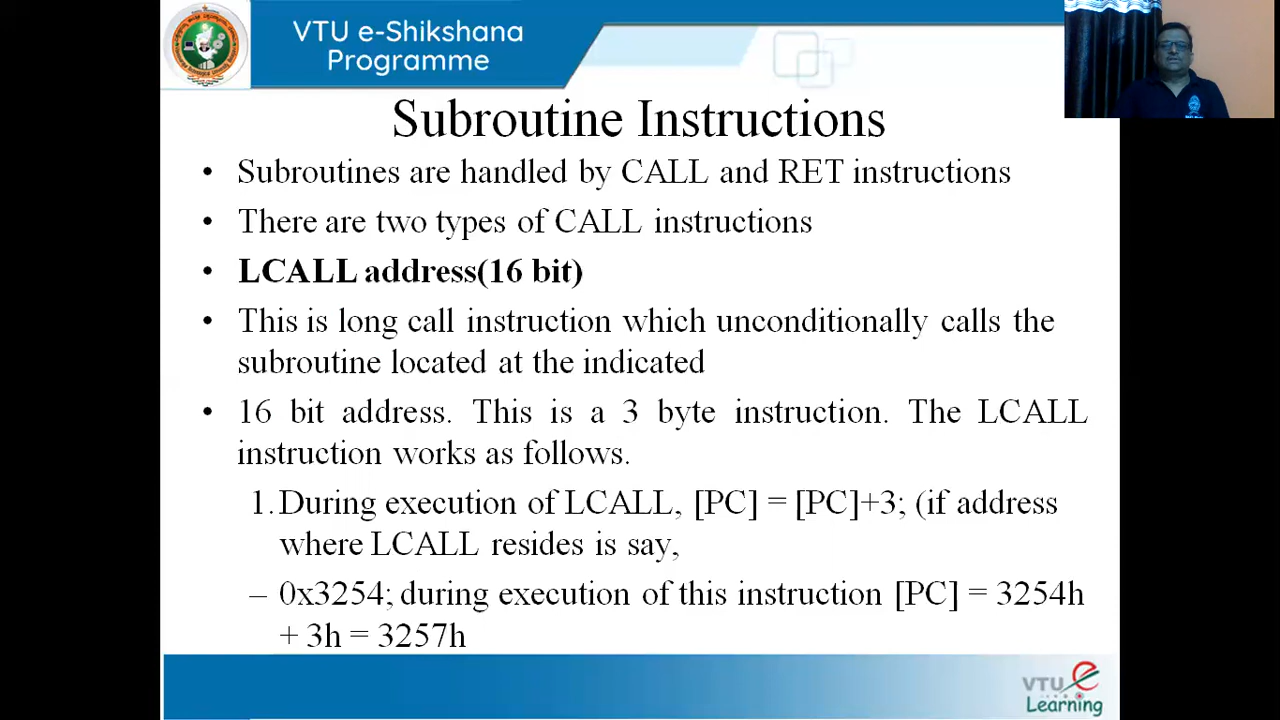 VTU e-Shikshana
Programme
Subroutine Instructions
• Subroutines are handled by CALL and RET instructions
• There are two types of CALL instructions
• LCALL address(16 bit)
• This is long call instruction which unconditionally calls the
subroutine located at the indicated
• 16 bit address. This is a 3 byte instruction. The LCALL
instruction works as follows.
1. During execution of LCALL, [PC] = [PC]+3; (if address
where LCALL resides is say,
– 0x3254; during execution of this instruction [PC] = 3254h
+ 3h = 3257h
VTU e
Learning